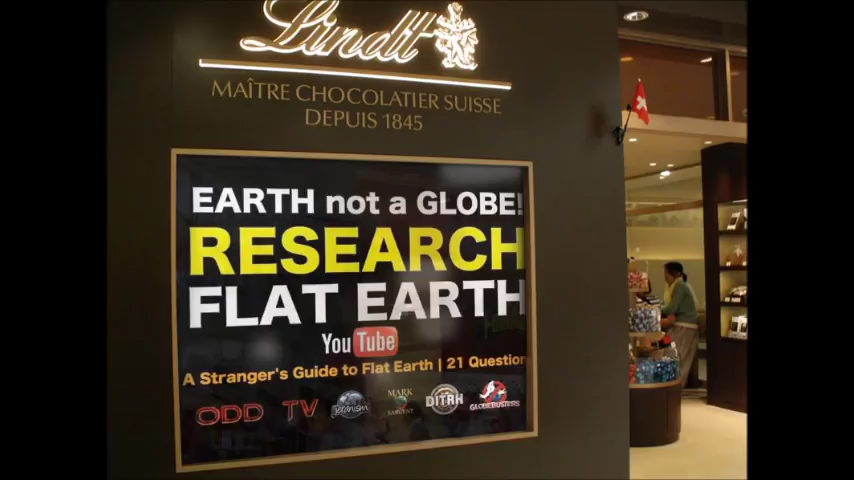 Lindt
MAÎTRE CHOCOLATIER SUISSE
DEPUIS 1845
EARTH not a GLOBE!
RESEARCH
FLAT EARTH
YouTube
A Stranger's Guide to Flat Earth | 21 Question
ODD TV jeranism MARK SARGENT DITRH GLOBEBUSTERS